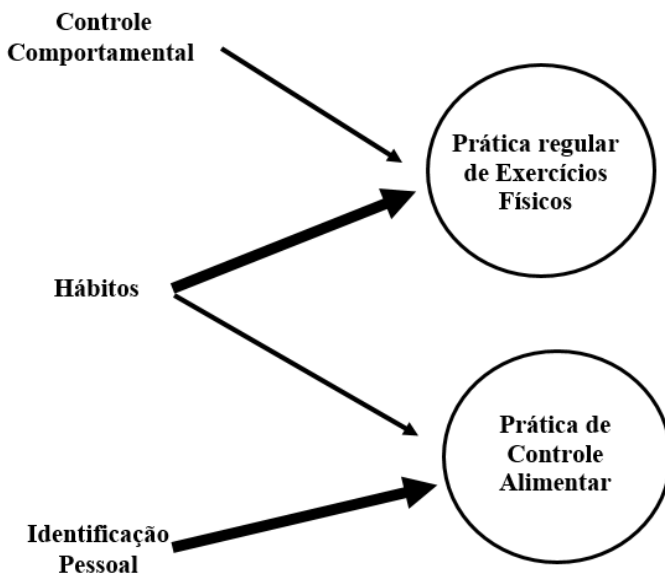 Controle
Comportamental
Prática regular
de Exercícios
Físicos
Hábitos
Prática de
Controle
Alimentar
Identificação
Pessoal